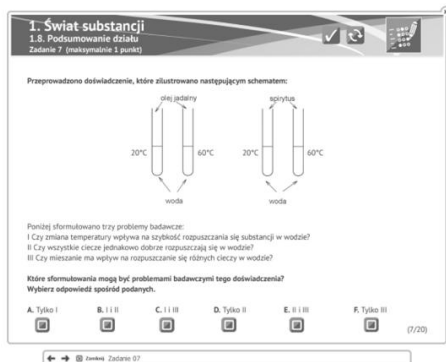 1. Świat substancji
1.8. Podsumowanie działu
Zadanie 7 (maksymalnie 1 punkt)
Przeprowadzono doświadczenie, które zilustrowano następującym schematem:
olej jadalny spirytus
20°C 60°C 20°C 60°C
woda woda
Poniżej sformułowano trzy problemy badawcze:
I Czy zmiana temperatury wpływa na szybkość rozpuszczania się substancji w wodzie?
II Czy wszystkie ciecze jednakowo dobrze rozpuszczają się w wodzie?
III Czy mieszanie ma wpływ na rozpuszczanie się różnych cieczy w wodzie?
Które sformułowania mogą być problemami badawczymi tego doświadczenia?
Wybierz odpowiedź spośród podanych.
A. Tylko I B. I i II C. I i III D. Tylko II E. II i III F. Tylko III
(7/20)
Zamknij Zadanie 07